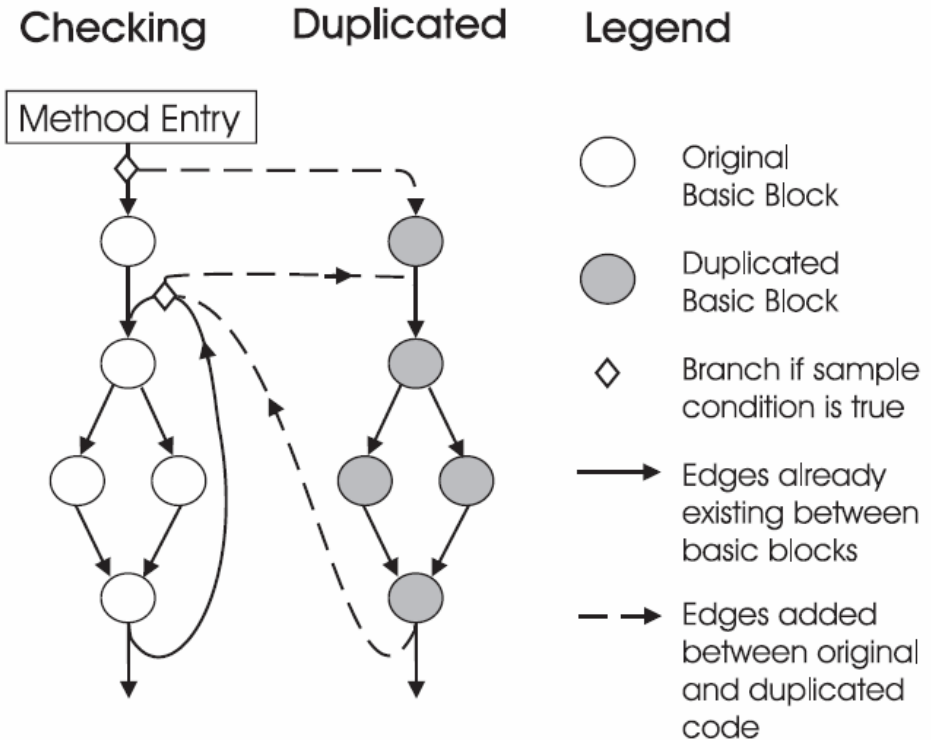 Checking
Duplicated
Legend
Method Entry
Original
Basic Block
Duplicated
Basic Block
Branch if sample
condition is true
Edges already
existing between
basic blocks
Edges added
between original
and duplicated
code